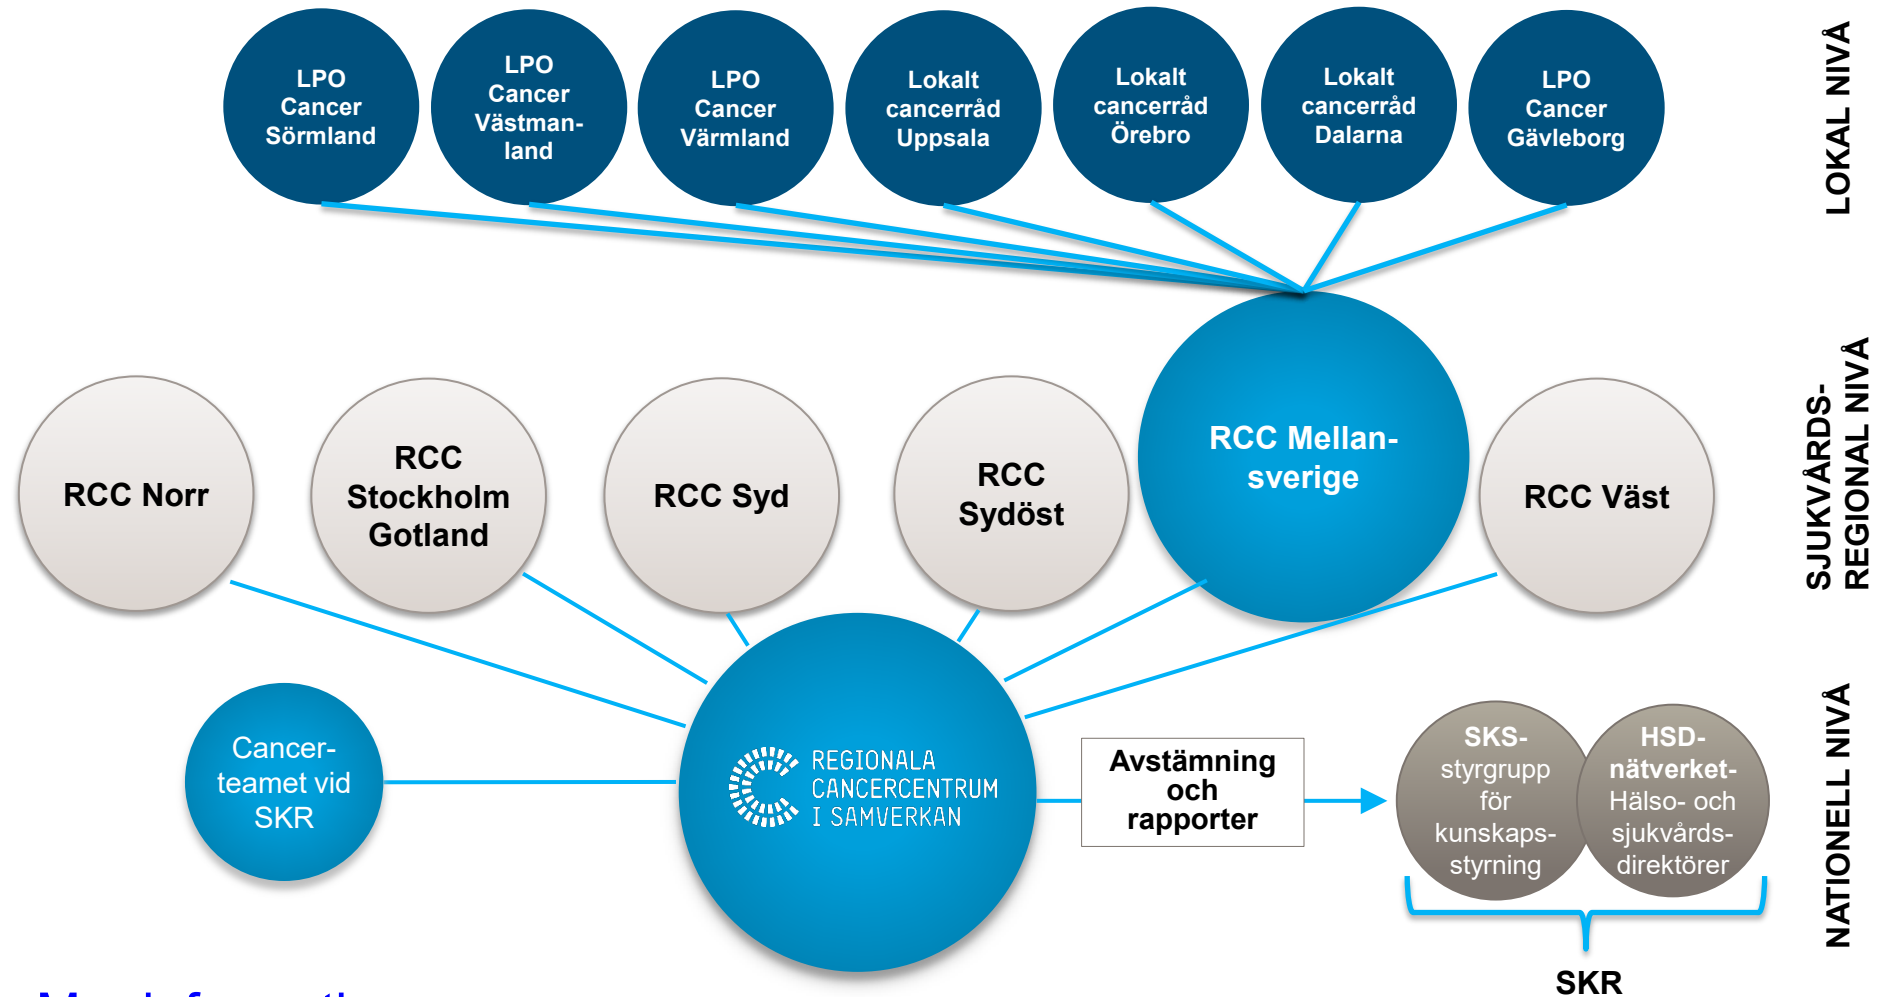 LPO
Cancer
Sörmland
LPO
Cancer
Västman-
land
LPO
Cancer
Värmland
Lokalt
cancerråd
Uppsala
Lokalt
cancerråd
Örebro
Lokalt
cancerråd
Dalarna
LPO
Cancer
Gävleborg
LOKAL NIVÅ
RCC Norr
RCC
Stockholm
Gotland
RCC Syd
RCC
Sydöst
RCC Mellan-
sverige
RCC Väst
SJUKVÅRDS-
REGIONAL NIVÅ
Cancer-
teamet vid
SKR
REGIONALA
CANCERCENTRUM
I SAMVERKAN
Avstämning
och
rapporter
SKS-
styrgrupp
för
kunskaps-
styrning
HSD-
nätverket-
Hälso- och
sjukvårds-
direktörer
NATIONELL NIVÅ
SKR